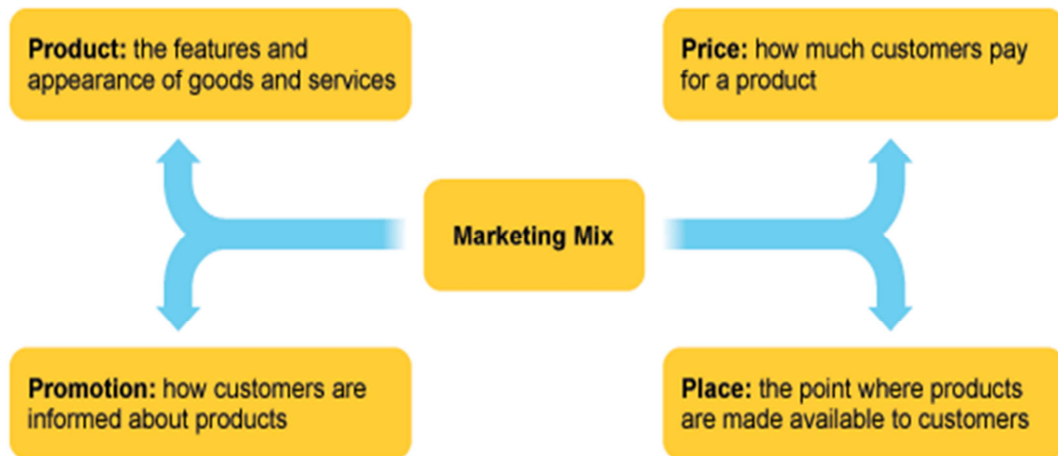 Product: the features and
appearance of goods and services
Price: how much customers pay
for a product
Marketing Mix
Promotion: how customers are
informed about products
Place: the point where products
are made available to customers